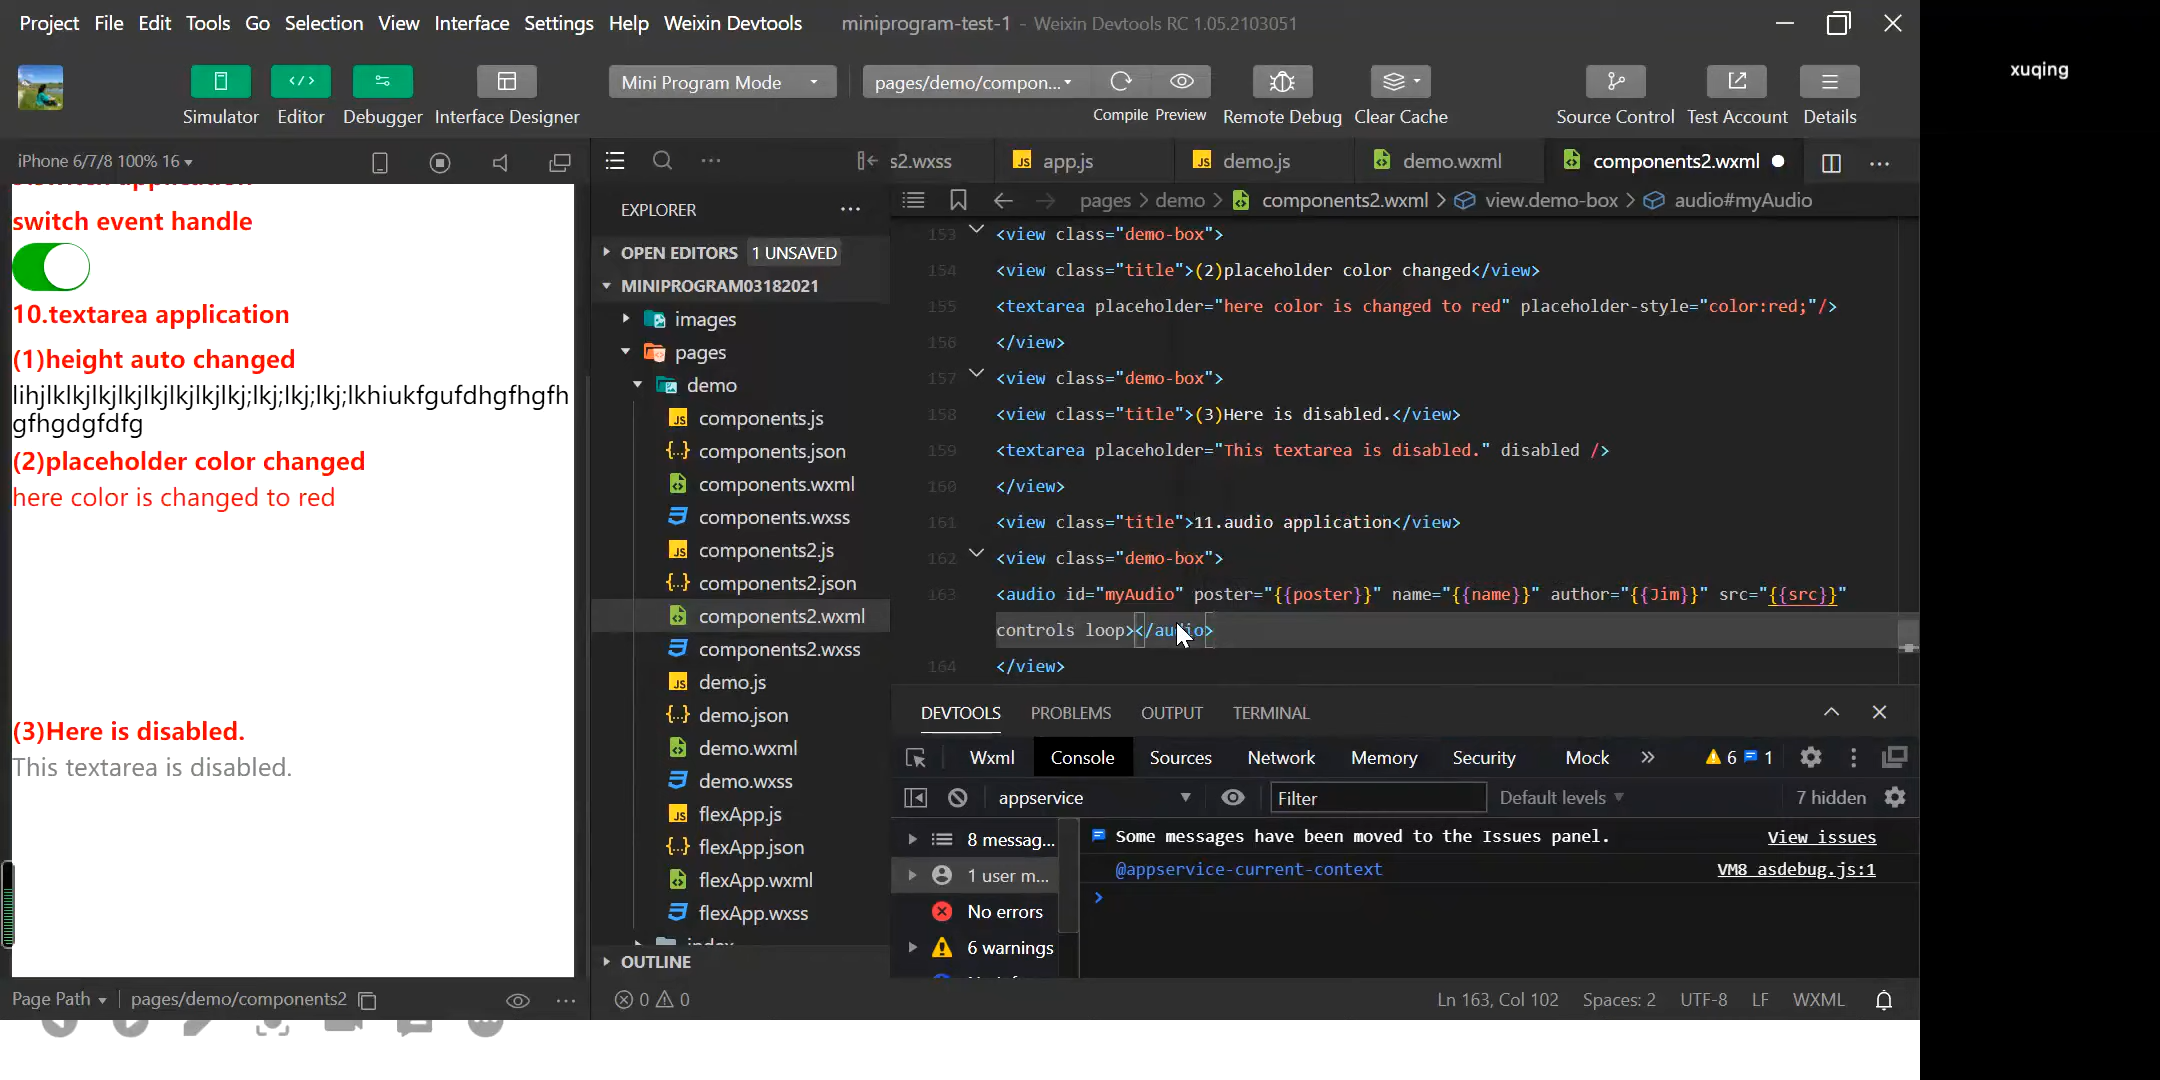 Project File Edit Tools Go Selection View Interface Settings Help Weixin Devtools miniprogram-test-1 - Weixin Devtools RC 1.05.2103051
xuqing
Mini Program Mode pages/demo/compon...
Simulator Editor Debugger Interface Designer Compile Preview Remote Debug Clear Cache Source Control Test Account Details
iPhone 6/7/8 100% 16
switch event handle
10.textarea application
(1)height auto changed
lihjlklkjlkjlkjlkjlkjlkjlkj;lkj;lkj;lkj;lkhiukfgufdhgfhgfh
gfhgdgfdfg
(2)placeholder color changed
here color is changed to red
(3)Here is disabled.
This textarea is disabled.
Page Path pages/demo/components2
EXPLORER
OPEN EDITORS 1 UNSAVED
MINIPROGRAM03182021
images
pages
demo
components.js
components.json
components.wxml
components.wxss
components2.js
components2.json
components2.wxml
components2.wxss
demo.js
demo.json
demo.wxml
demo.wxss
flexApp.js
flexApp.json
flexApp.wxml
flexApp.wxss
index
OUTLINE
0 0
s2.wxss app.js demo.js demo.wxml components2.wxml
pages > demo > components2.wxml > view.demo-box > audio#myAudio
153 <view class="demo-box">
154 <view class="title">(2)placeholder color changed</view>
155 <textarea placeholder="here color is changed to red" placeholder-style="color:red;"/>
156 </view>
157 <view class="demo-box">
158 <view class="title">(3)Here is disabled.</view>
159 <textarea placeholder="This textarea is disabled." disabled />
160 </view>
161 <view class="title">11.audio application</view>
162 <view class="demo-box">
163 <audio id="myAudio" poster="{{poster}}" name="{{name}}" author="{{Jim}}" src="{{src}}"
controls loop></audio>
164 </view>
DEVTOOLS PROBLEMS OUTPUT TERMINAL
Wxml Console Sources Network Memory Security Mock 6 1
appservice Filter Default levels 7 hidden
8 messag...
1 user m...
No errors
6 warnings
Some messages have been moved to the Issues panel. View issues
@appservice-current-context VM8 asdebug.js:1
Ln 163, Col 102 Spaces: 2 UTF-8 LF WXML